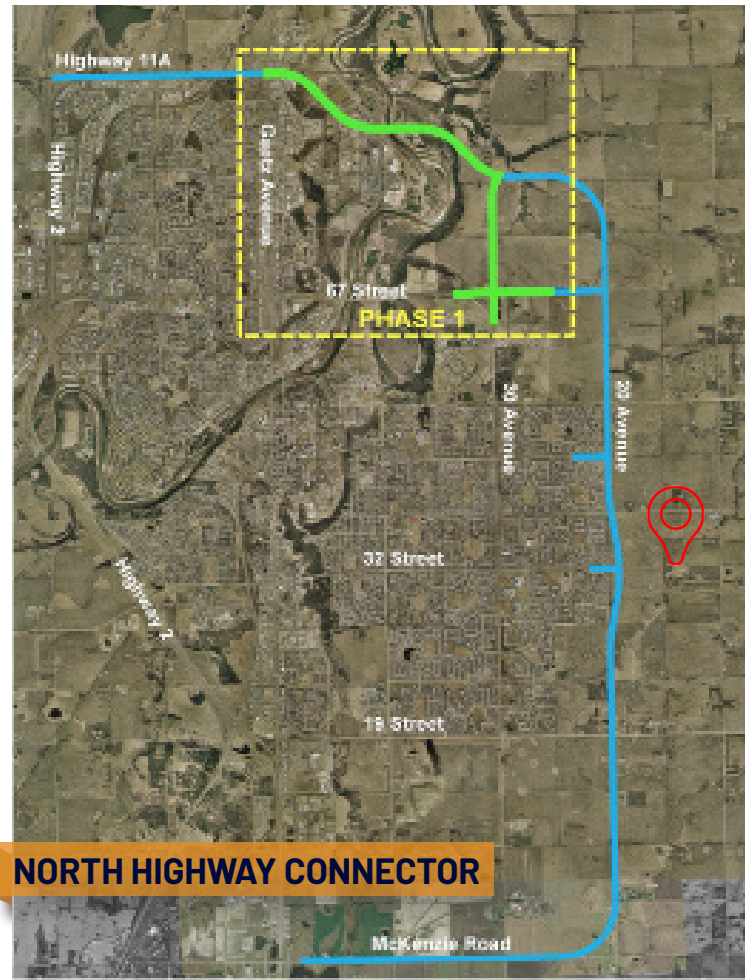 Highway 11A
Highway 2
Gaetz Avenue
67 Street
PHASE 1
30 Avenue
20 Avenue
32 Street
Highway 2
19 Street
NORTH HIGHWAY CONNECTOR
McKenzie Road